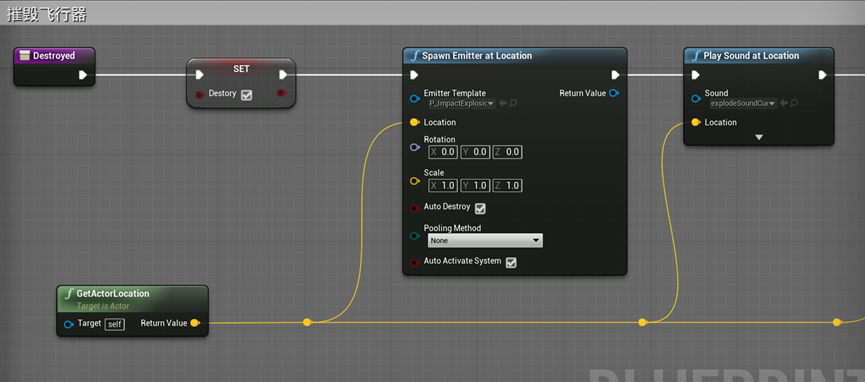 摧毁飞行器
Destroyed
SET
Destory
Spawn Emitter at Location
Emitter Template
P_ImpactExplosic
Return Value
Location
Rotation
X 0.0 Y 0.0 Z 0.0
Scale
X 1.0 Y 1.0 Z 1.0
Auto Destroy
Pooling Method
None
Auto Activate System
Play Sound at Location
Sound
explodeSoundCue
Location
GetActorLocation
Target is Actor
Target self
Return Value
BLUEPRINT